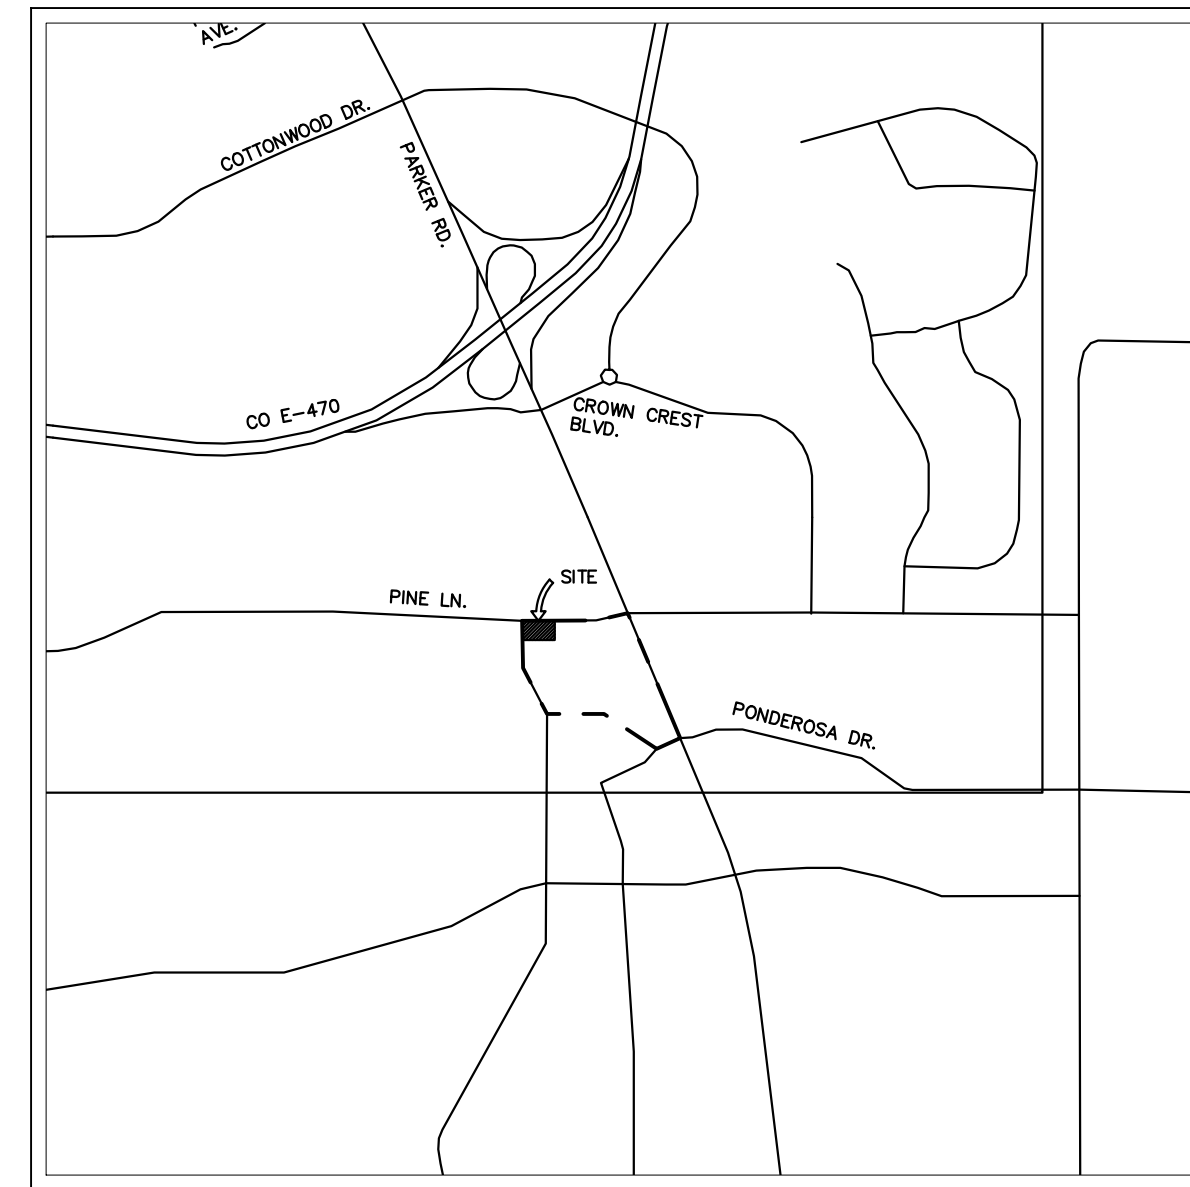 AVE.
COTTONWOOD DR.
PARKER RD.
CO E-470
CROWN CREST
BLVD.
SITE
PINE LN.
PONDEROSA DR.